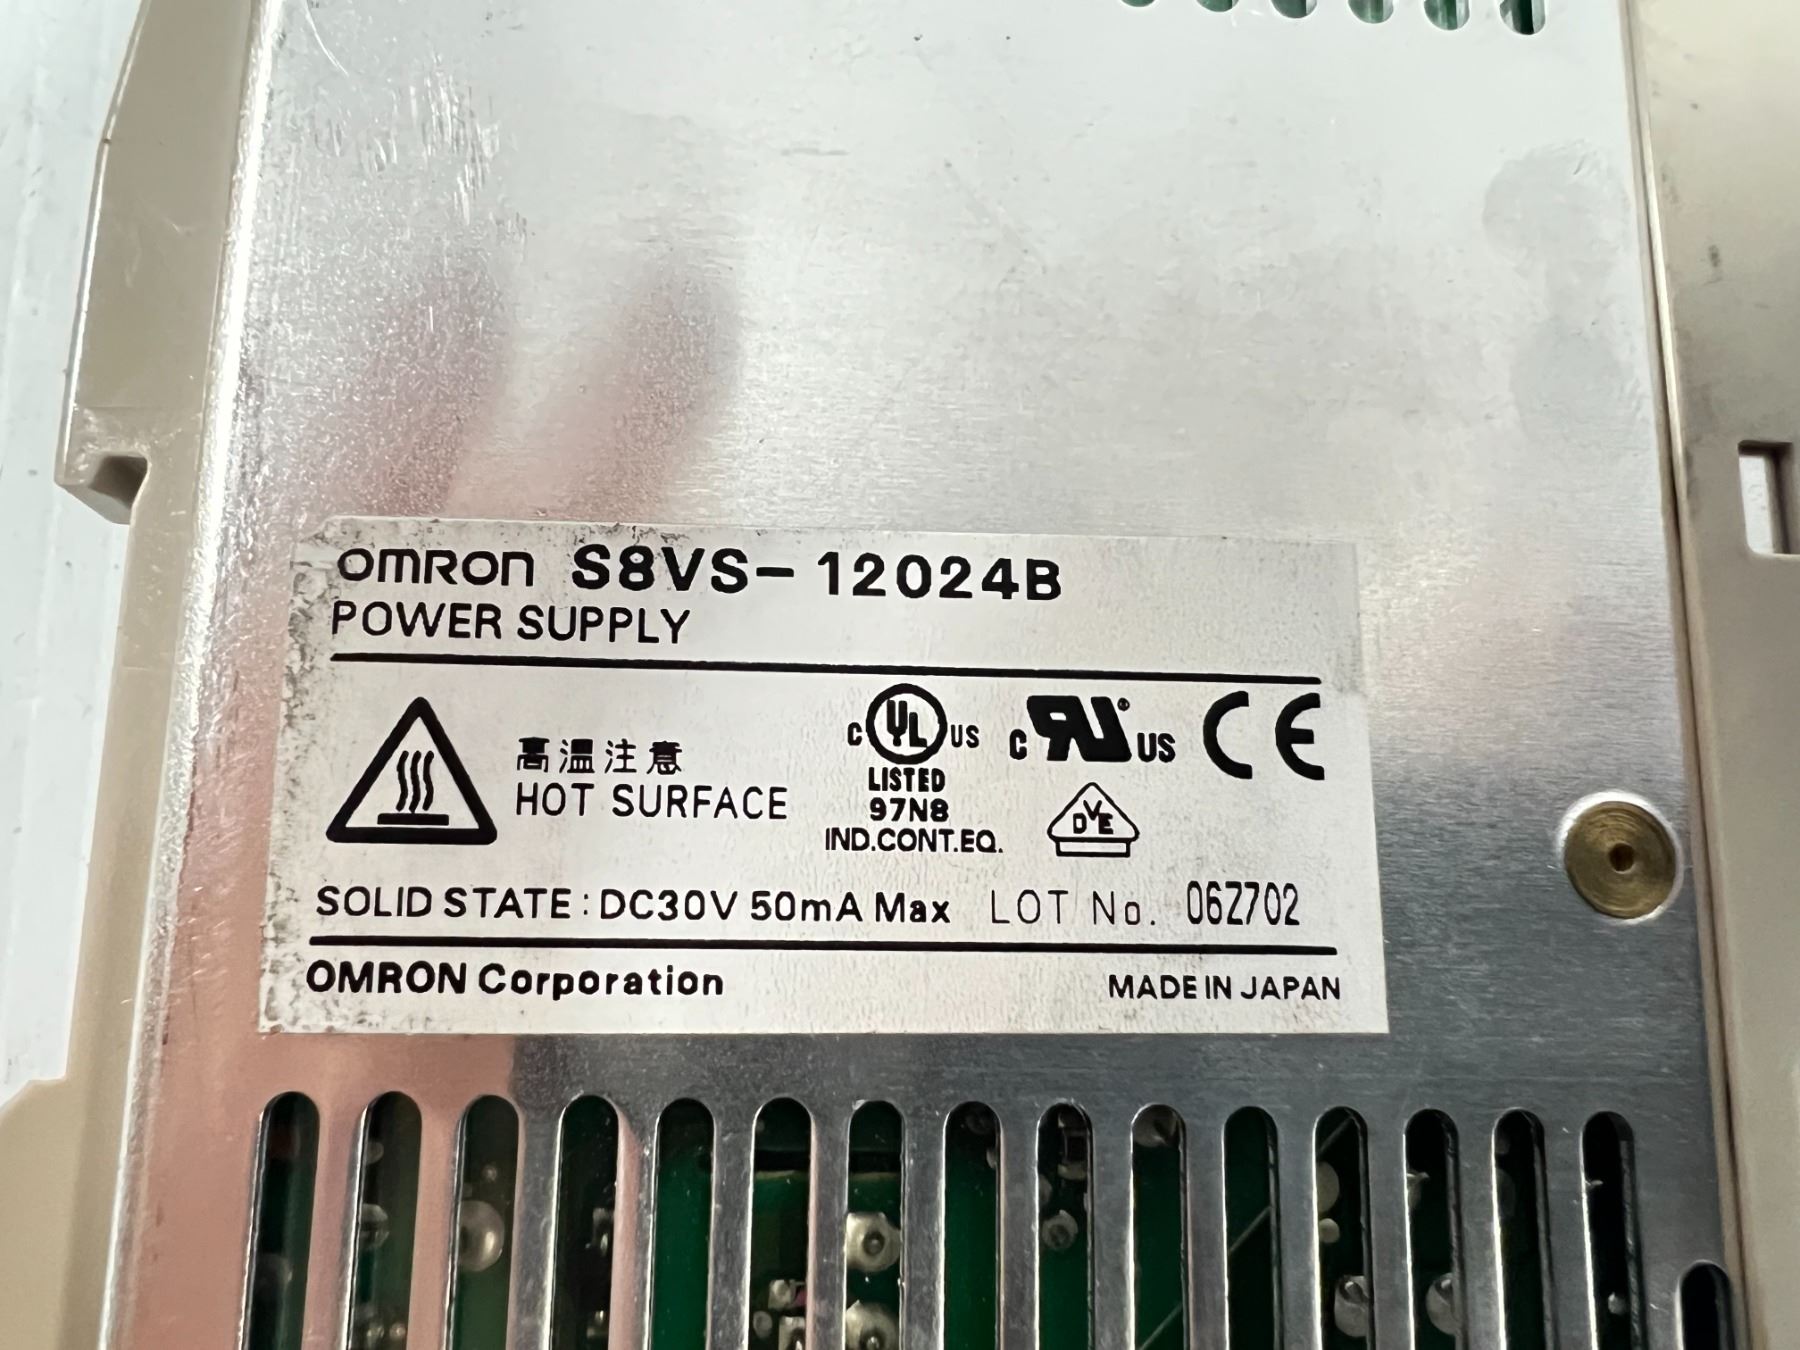 OMRON S8VS-12024B
POWER SUPPLY
高温注意
HOT SURFACE
C UL US
LISTED
97N8
IND.CONT.EQ.
C RU® US
CE
DVE
SOLID STATE : DC30V 50mA Max LOT No. 06Z702
OMRON Corporation MADE IN JAPAN